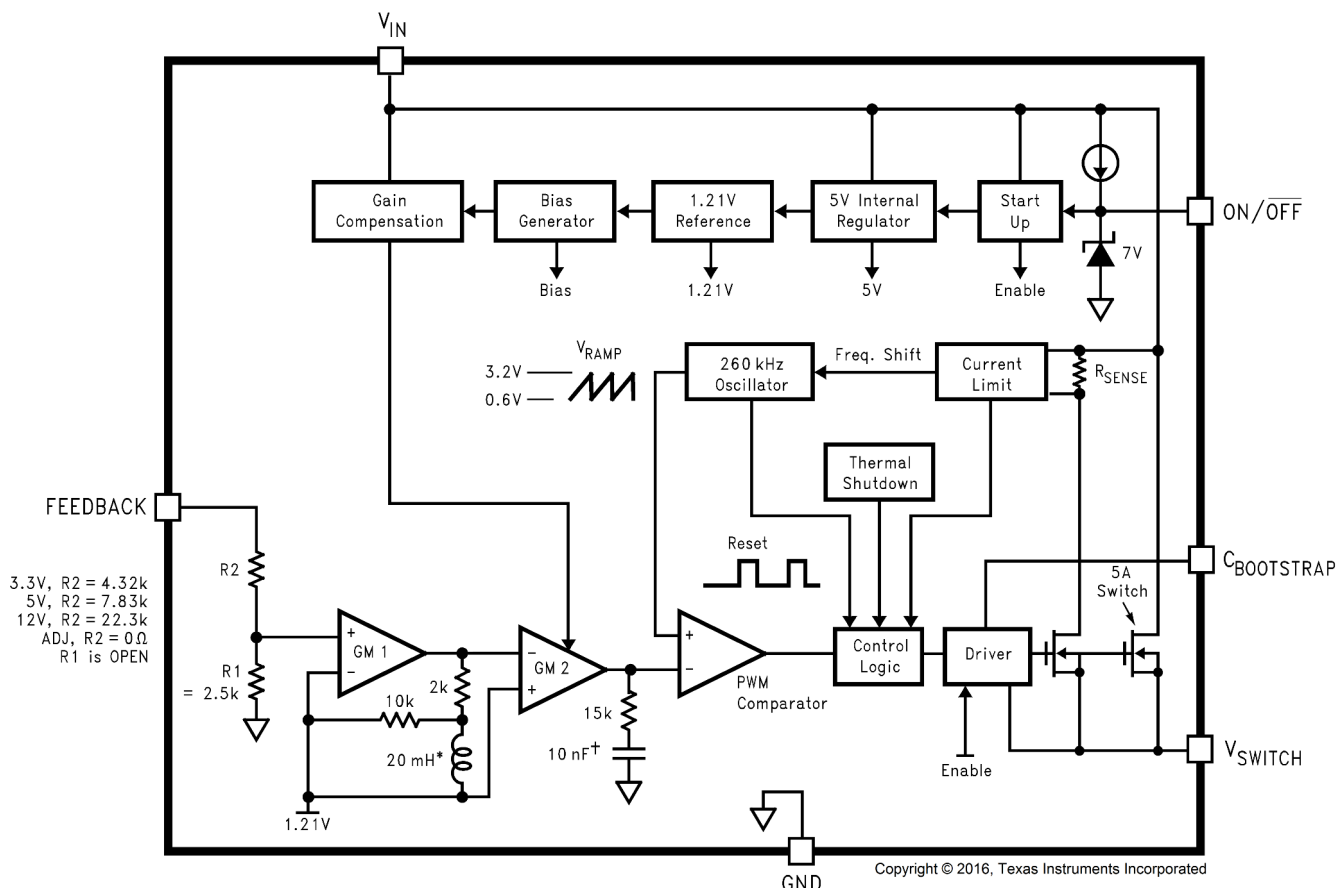 V_IN
Gain Compensation
Bias Generator
1.21V Reference
5V Internal Regulator
Start Up
ON/OFF
7V
Bias
1.21V
5V
Enable
V_RAMP
3.2V
0.6V
260 kHz Oscillator
Freq. Shift
Current Limit
R_SENSE
Thermal Shutdown
FEEDBACK
3.3V, R2 = 4.32k
5V, R2 = 7.83k
12V, R2 = 22.3k
ADJ, R2 = 0Ω
R1 is OPEN
R2
R1
= 2.5k
+
GM 1
−
2k
10k
20 mH*
1.21V
−
GM 2
+
15k
10 nF†
Reset
+
−
PWM Comparator
Control Logic
Driver
Enable
5A Switch
C_BOOTSTRAP
V_SWITCH
GND
Copyright © 2016, Texas Instruments Incorporated